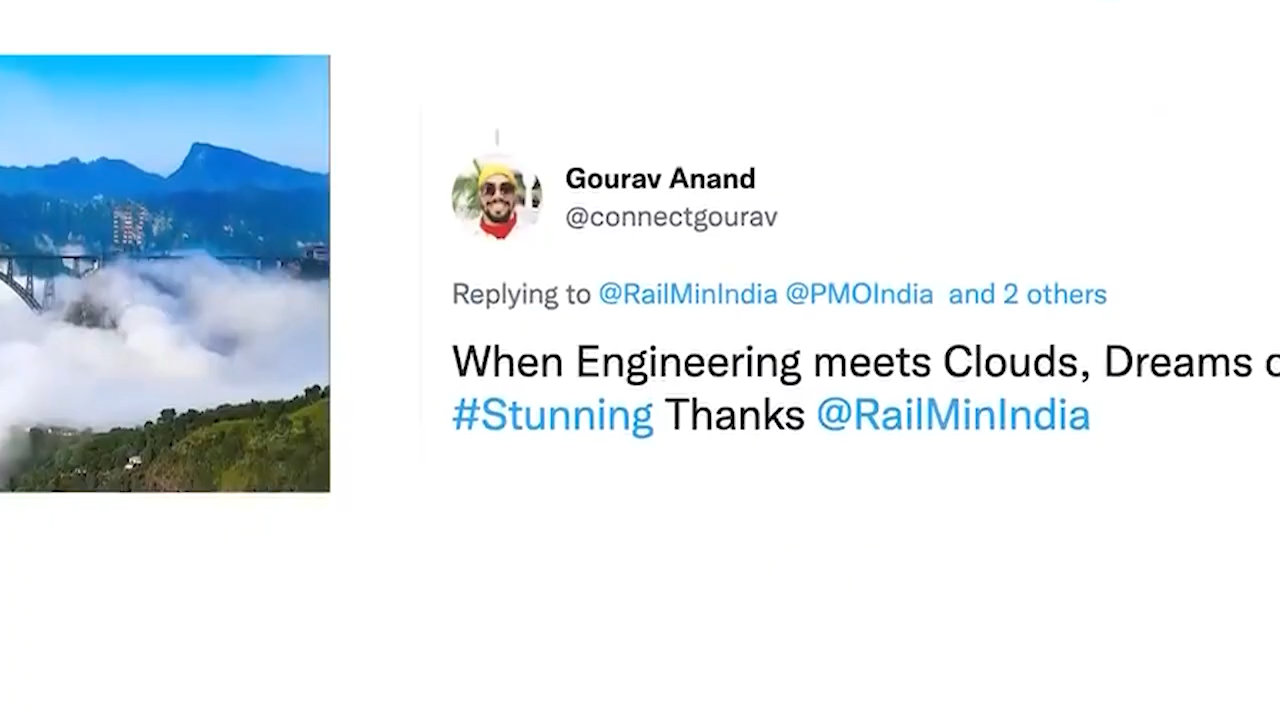 Gourav Anand
@connectgourav
Replying to @RailMinIndia @PMOIndia and 2 others
When Engineering meets Clouds, Dreams
#Stunning Thanks @RailMinIndia